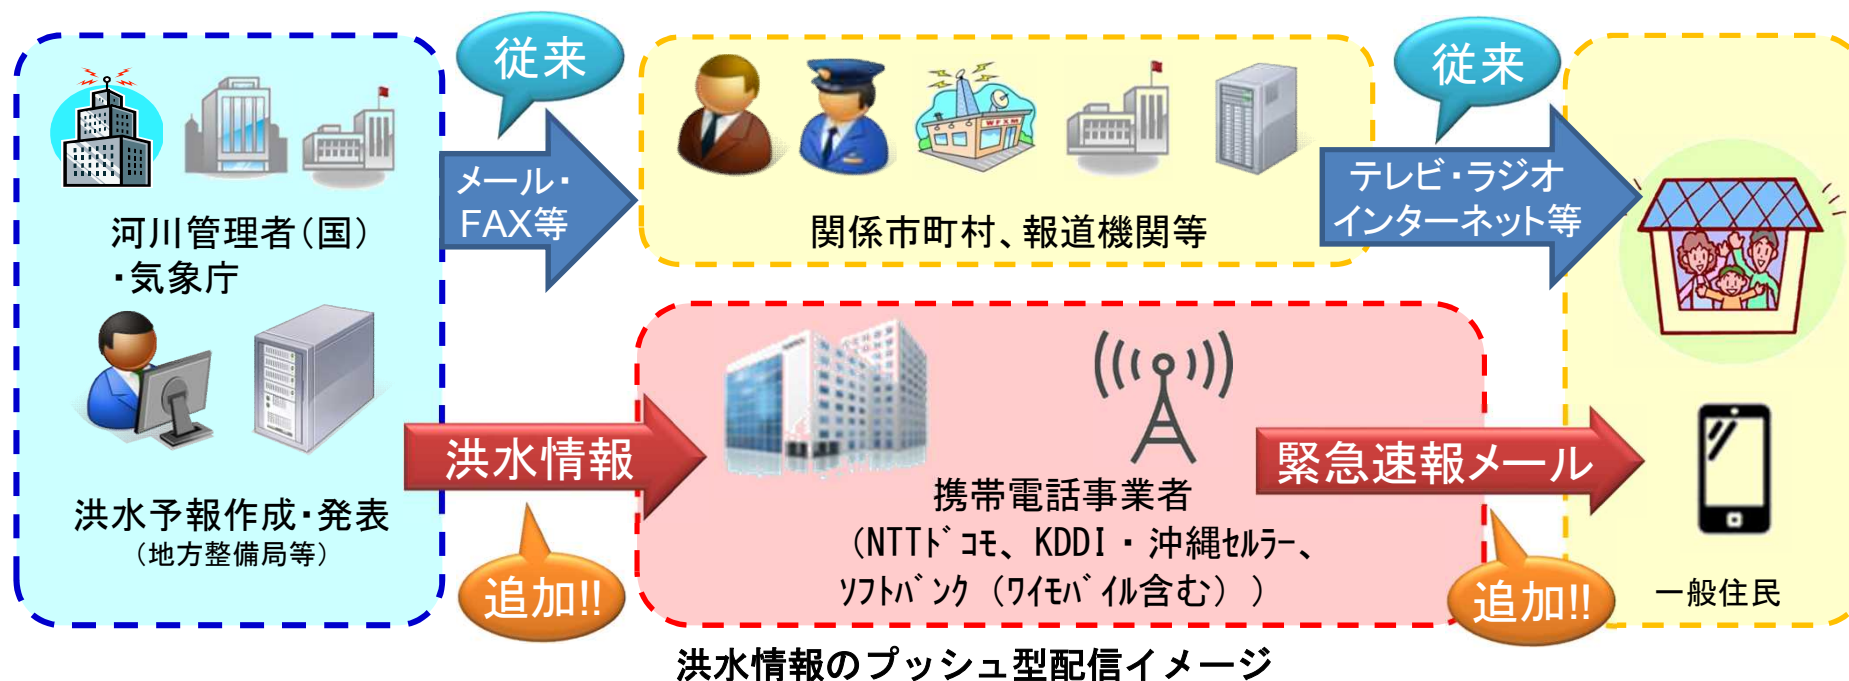 従来
従来
メール・
FAX等
テレビ・ラジオ
インターネット等
WFXM
河川管理者(国)
・気象庁
関係市町村、報道機関等
洪水情報
緊急速報メール
洪水予報作成・発表
(地方整備局等)
携帯電話事業者
(NTTﾄﾞｺﾓ、KDDI・沖縄ｾﾙﾗｰ、
ｿﾌﾄﾊﾞﾝｸ(ﾜｲﾓﾊﾞｲﾙ含む))
追加!!
追加!!
一般住民
洪水情報のプッシュ型配信イメージ